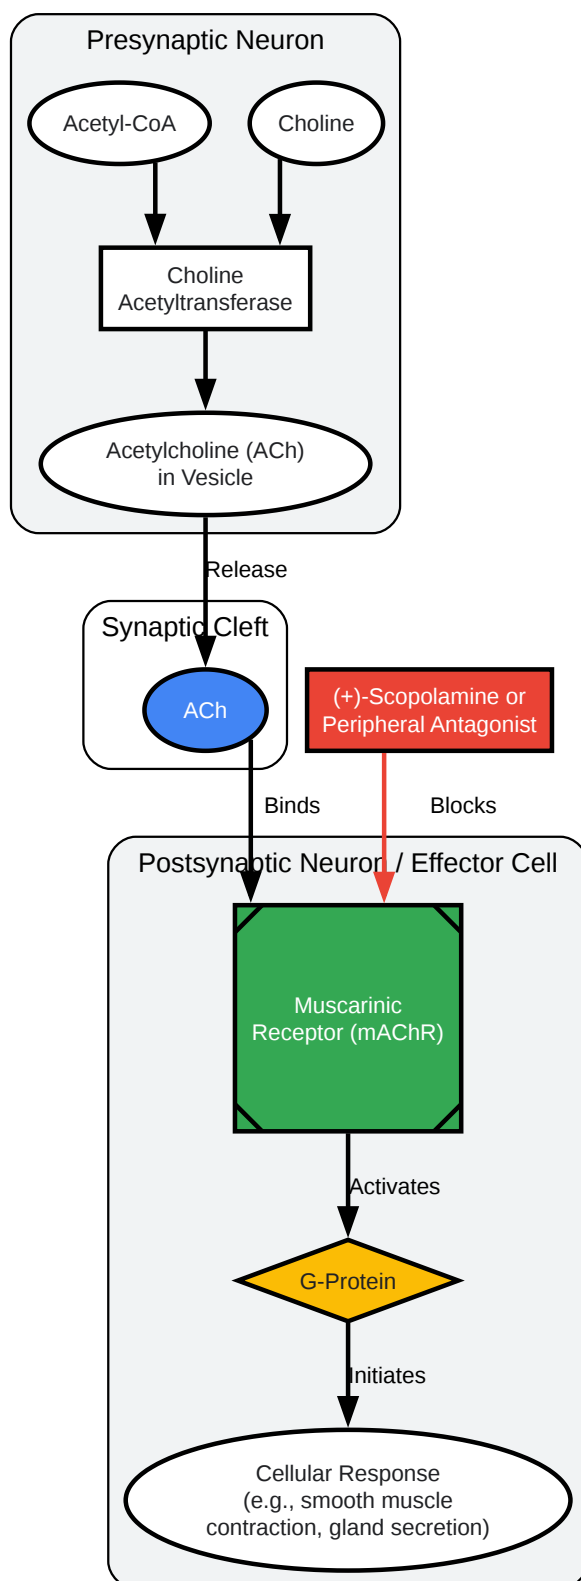 Presynaptic Neuron
Acetyl-CoA
Choline
Choline
Acetyltransferase
Acetylcholine (ACh)
in Vesicle
Release
Synaptic Cleft
ACh
(+)-Scopolamine or
Peripheral Antagonist
Binds
Blocks
Postsynaptic Neuron / Effector Cell
Muscarinic
Receptor (mAChR)
Activates
G-Protein
Initiates
Cellular Response
(e.g., smooth muscle
contraction, gland secretion)